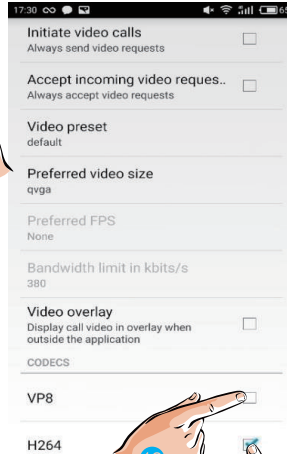 17:30 65
Initiate video calls
Always send video requests
Accept incoming video reques..
Always accept video requests
Video preset
default
Preferred video size
qvga
Preferred FPS
None
Bandwidth limit in kbits/s
380
Video overlay
Display call video in overlay when
outside the application
CODECS
VP8
H264